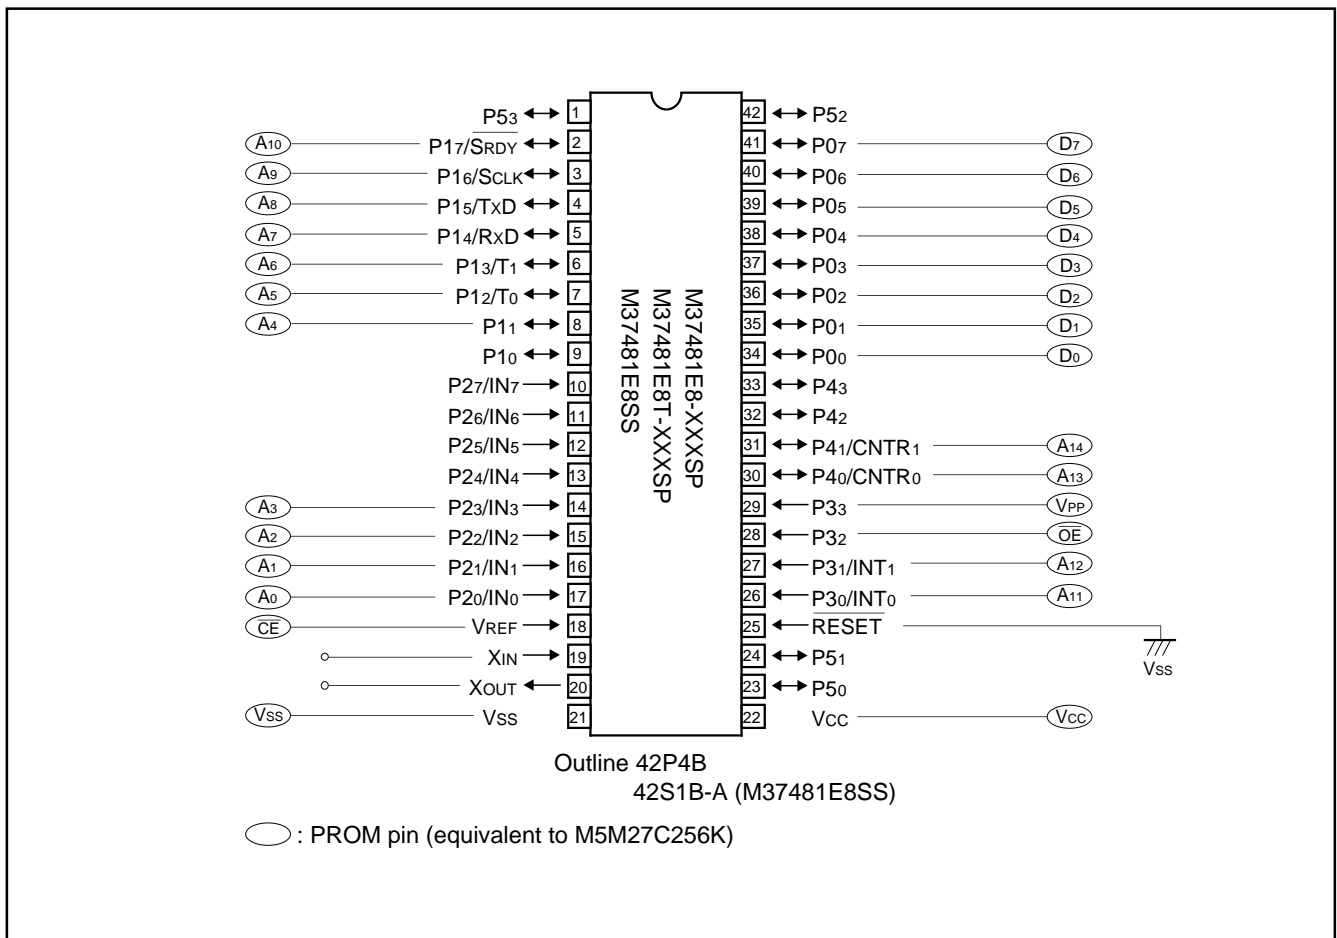 P53 1 42 P52
A10 P17/SRDY 2 41 P07 D7
A9 P16/SCLK 3 40 P06 D6
A8 P15/TXD 4 39 P05 D5
A7 P14/RXD 5 38 P04 D4
A6 P13/T1 6 37 P03 D3
A5 P12/T0 7 36 P02 D2
A4 P11 8 35 P01 D1
P10 9 34 P00 D0
P27/IN7 10 33 P43
P26/IN6 11 32 P42
P25/IN5 12 31 P41/CNTR1 A14
P24/IN4 13 30 P40/CNTR0 A13
A3 P23/IN3 14 29 P33 VPP
A2 P22/IN2 15 28 P32 OE
A1 P21/IN1 16 27 P31/INT1 A12
A0 P20/IN0 17 26 P30/INT0 A11
CE VREF 18 25 RESET
XIN 19 24 P51 VSS
XOUT 20 23 P50
VSS VSS 21 22 VCC VCC
M37481E8-XXXSP
M37481E8T-XXXSP
M37481E8SS
Outline 42P4B
42S1B-A (M37481E8SS)
: PROM pin (equivalent to M5M27C256K)